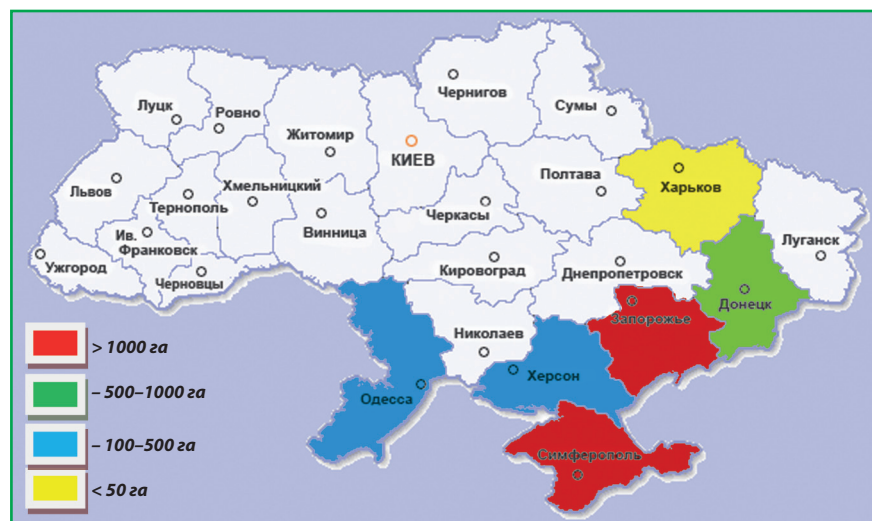 Чернигов
Сумы
Луцк
Ровно
Житомир
КИЕВ
Полтава
Харьков
Львов
Хмельницкий
Тернополь
Черкасы
Винница
Ив.
Франковск
Луганск
Ужгород
Черновцы
Кировоград
Днепропетровск
Донецк
Запорожье
Николаев
Херсон
Одесса
Симферополь
> 1000 га
– 500–1000 га
– 100–500 га
< 50 га